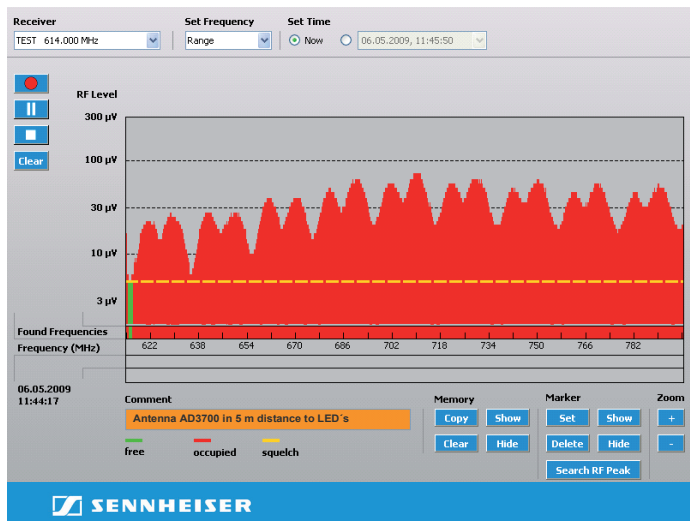 Receiver Set Frequency Set Time
TEST 614.000 MHz Range Now 06.05.2009, 11:45:50
RF Level
300 µV
Clear 100 µV
30 µV
10 µV
3 µV
Found Frequencies
Frequency (MHz) 622 638 654 670 686 702 718 734 750 766 782
06.05.2009
11:44:17
Comment Memory Marker Zoom
Antenna AD3700 in 5 m distance to LED´s Copy Show Set Show +
free occupied squelch Clear Hide Delete Hide -
Search RF Peak
SENNHEISER